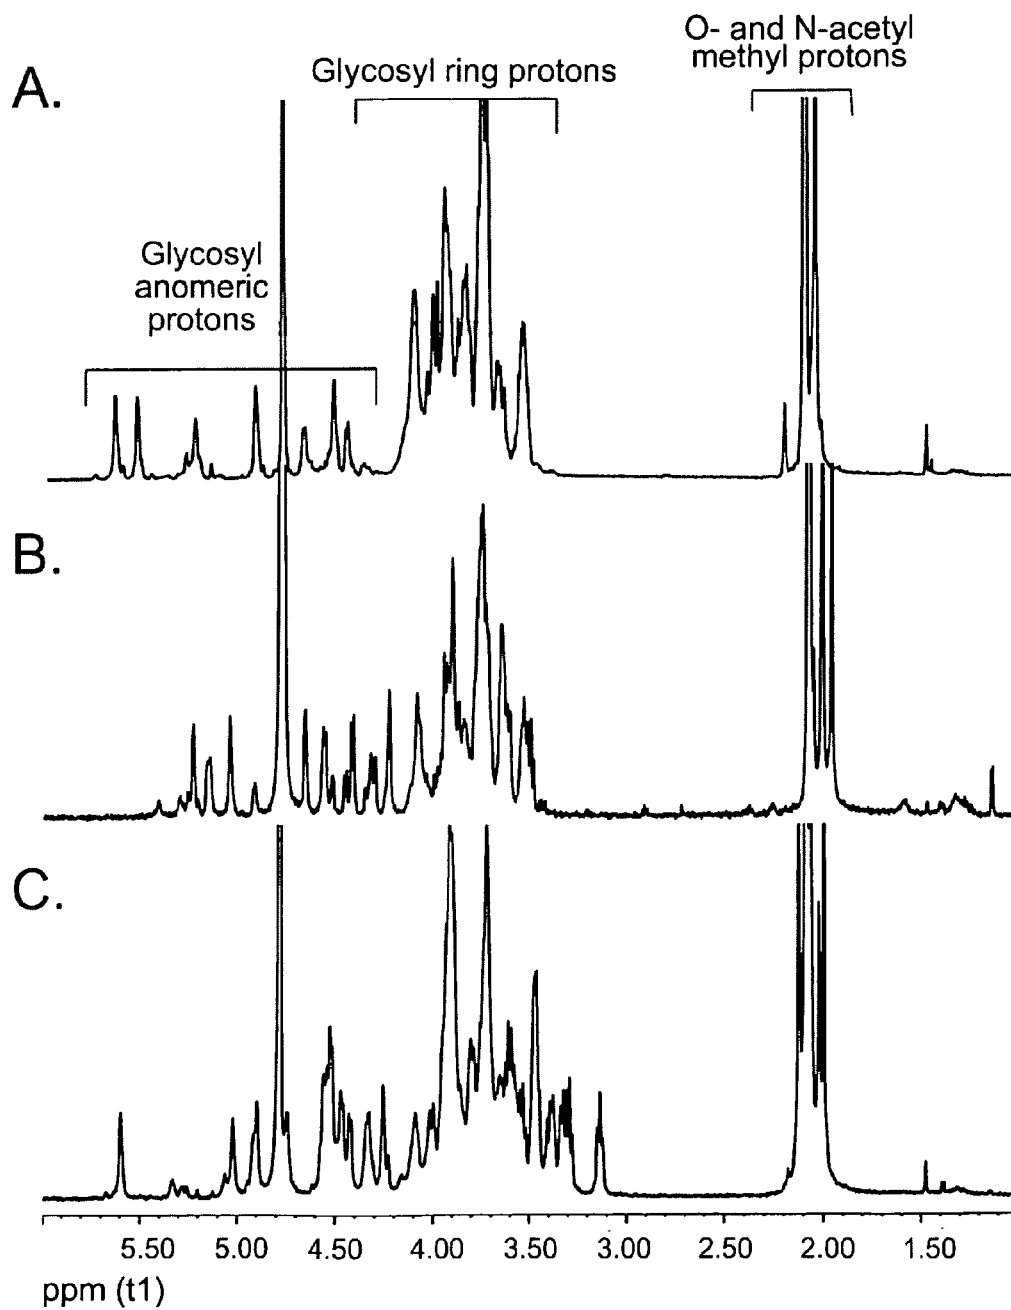 O- and N-acetyl
methyl protons
Glycosyl ring protons
A.
Glycosyl
anomeric
protons
B.
C.
5.50 5.00 4.50 4.00 3.50 3.00 2.50 2.00 1.50
ppm (t1)